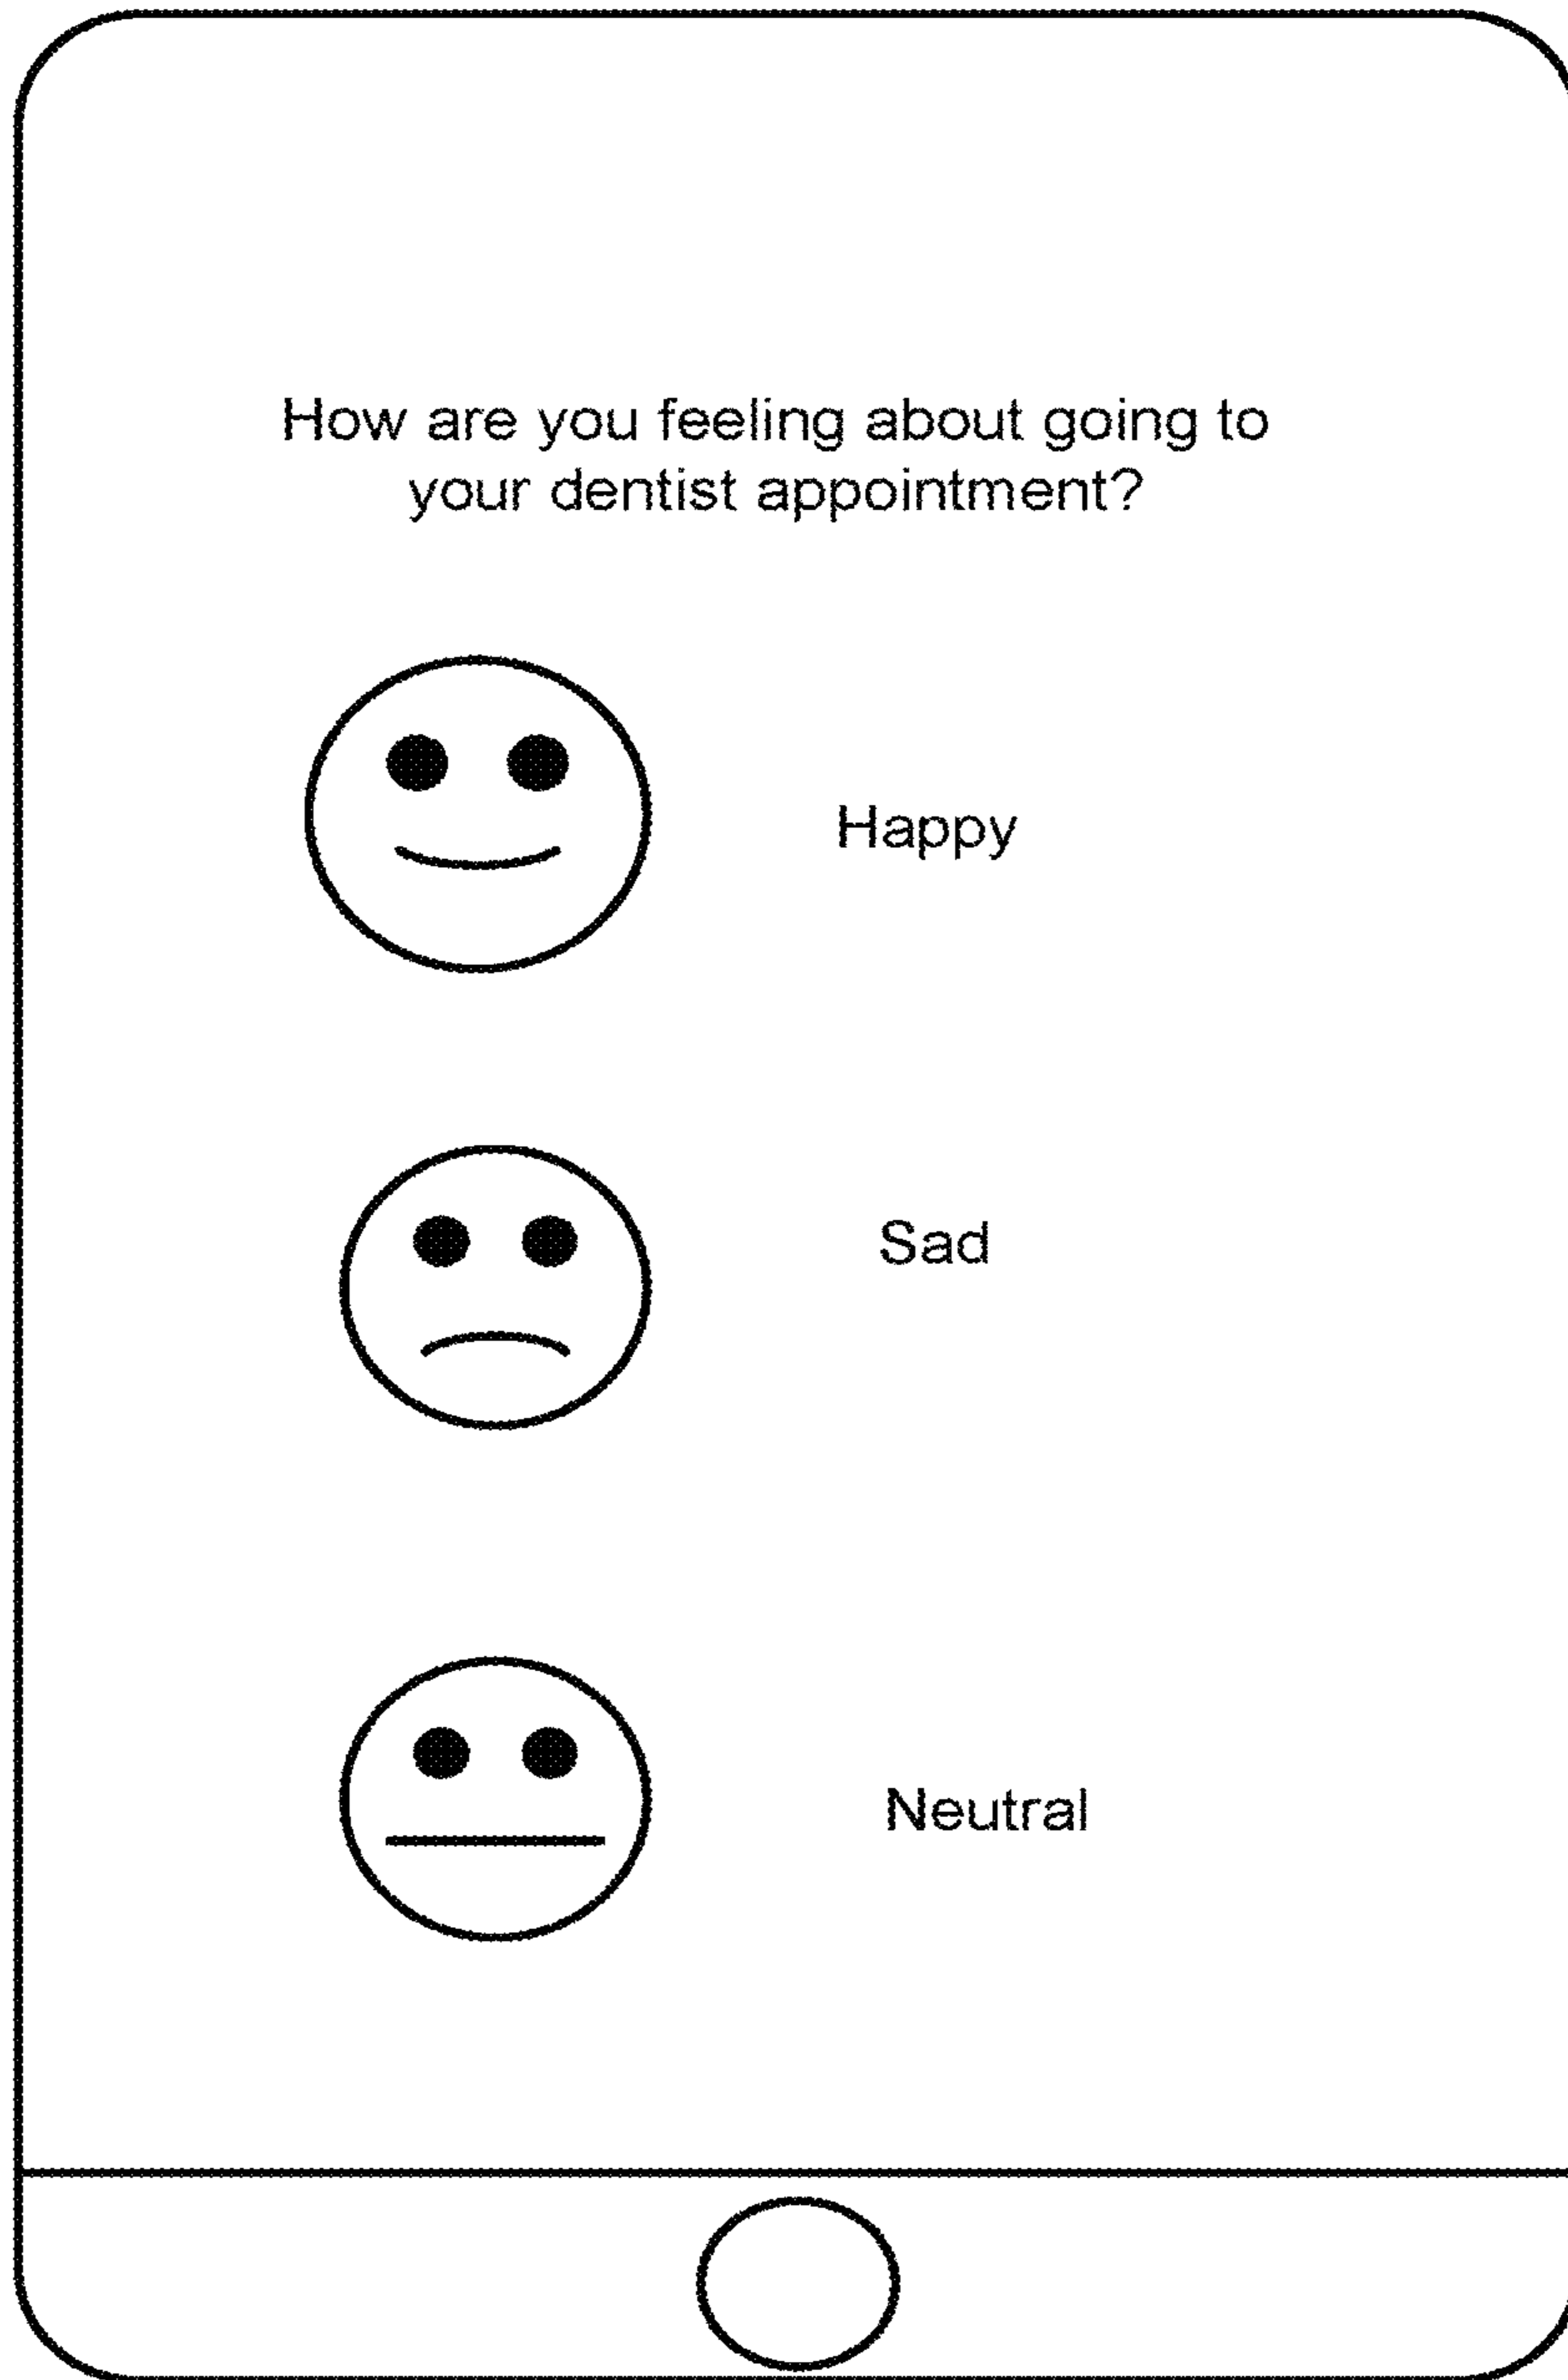 How are you feeling about going to
your dentist appointment?
Happy
Sad
Neutral